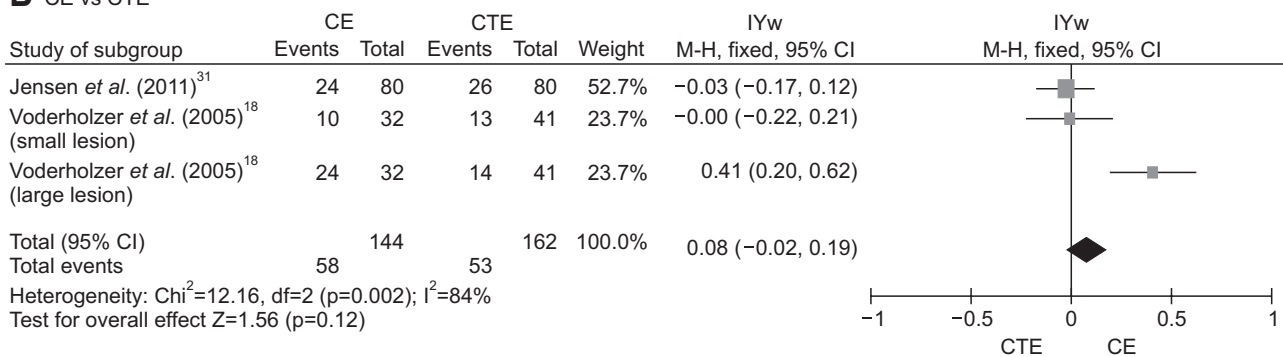 B CE vs CTE
CE CTE IYw IYw
Study of subgroup Events Total Events Total Weight M-H, fixed, 95% CI M-H, fixed, 95% CI
Jensen et al. (2011)31 24 80 26 80 52.7% −0.03 (−0.17, 0.12)
Voderholzer et al. (2005)18 10 32 13 41 23.7% −0.00 (−0.22, 0.21)
(small lesion)
Voderholzer et al. (2005)18 24 32 14 41 23.7% 0.41 (0.20, 0.62)
(large lesion)
Total (95% CI) 144 162 100.0% 0.08 (−0.02, 0.19)
Total events 58 53
Heterogeneity: Chi2=12.16, df=2 (p=0.002); I2=84%
Test for overall effect Z=1.56 (p=0.12)
−1 −0.5 0 0.5 1
CTE CE